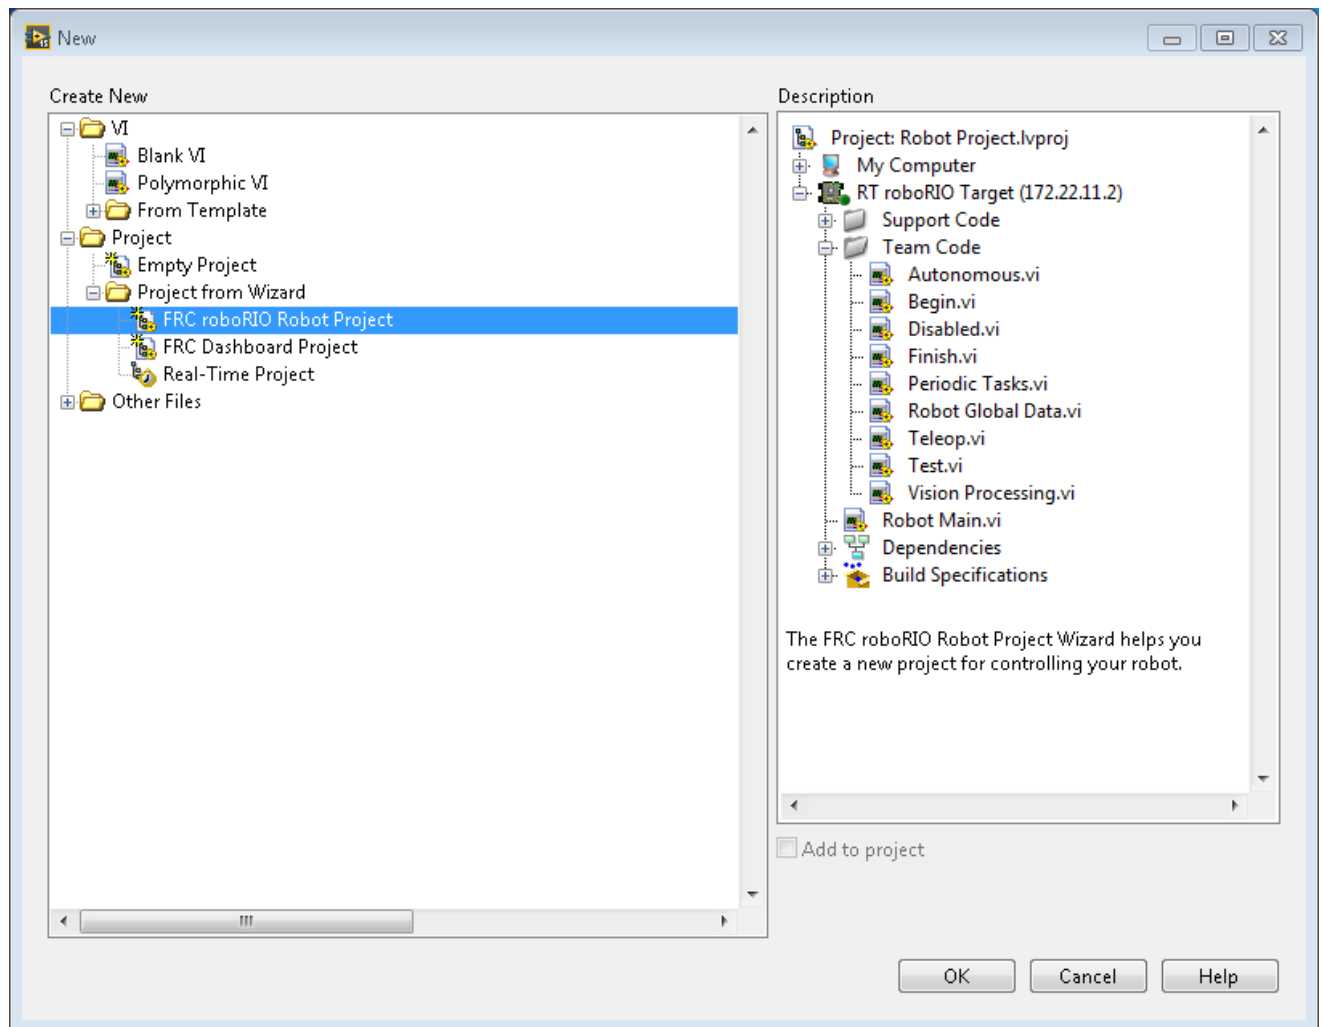 New
Create New
VI
Blank VI
Polymorphic VI
From Template
Project
Empty Project
Project from Wizard
FRC roboRIO Robot Project
FRC Dashboard Project
Real-Time Project
Other Files
Description
Project: Robot Project.lvproj
My Computer
RT roboRIO Target (172.22.11.2)
Support Code
Team Code
Autonomous.vi
Begin.vi
Disabled.vi
Finish.vi
Periodic Tasks.vi
Robot Global Data.vi
Teleop.vi
Test.vi
Vision Processing.vi
Robot Main.vi
Dependencies
Build Specifications
The FRC roboRIO Robot Project Wizard helps you
create a new project for controlling your robot.
Add to project
OK Cancel Help